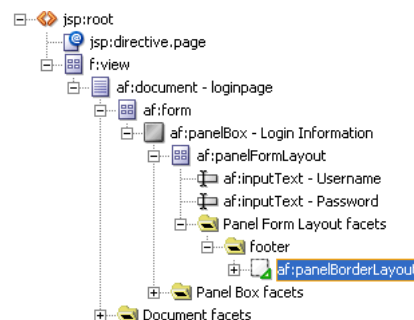 jsp:root
jsp:directive.page
f:view
af:document - loginpage
af:form
af:panelBox - Login Information
af:panelFormLayout
af:inputText - Username
af:inputText - Password
Panel Form Layout facets
footer
af:panelBorderLayout
Panel Box facets
Document facets